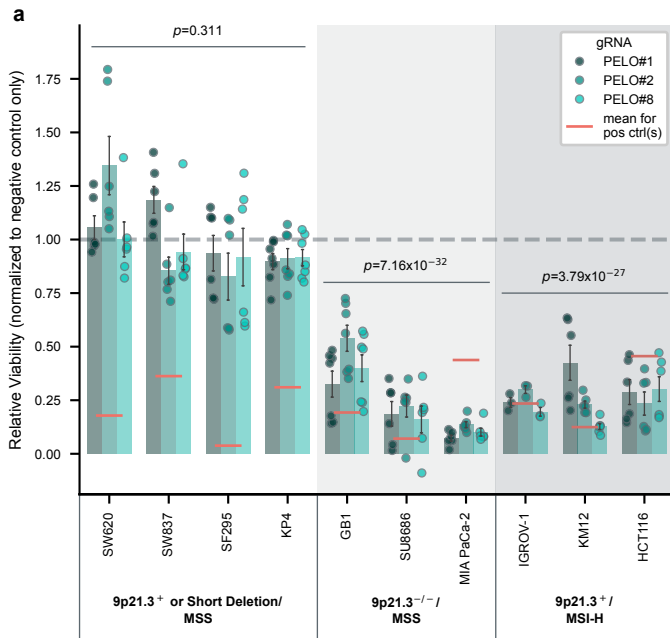 a
p=0.311
gRNA
PELO#1
PELO#2
PELO#8
mean for
pos ctrl(s)
p=7.16x10⁻³²
p=3.79x10⁻²⁷
Relative Viability (normalized to negative control only)
1.75
1.50
1.25
1.00
0.75
0.50
0.25
0.00
SW620
SW837
SF295
KP4
GB1
SU8686
MIA PaCa-2
IGROV-1
KM12
HCT116
9p21.3⁺ or Short Deletion/
MSS
9p21.3⁻/⁻/
MSS
9p21.3⁺/
MSI-H